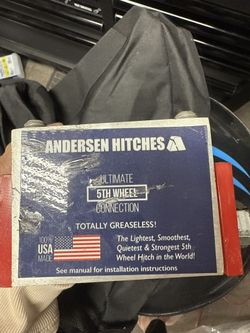 ANDERSEN HITCHES
ULTIMATE
5TH WHEEL
CONNECTION
TOTALLY GREASELESS!
100%
USA
MADE
The Lightest, Smoothest,
Quietest & Strongest 5th
Wheel Hitch in the World!
See manual for installation instructions